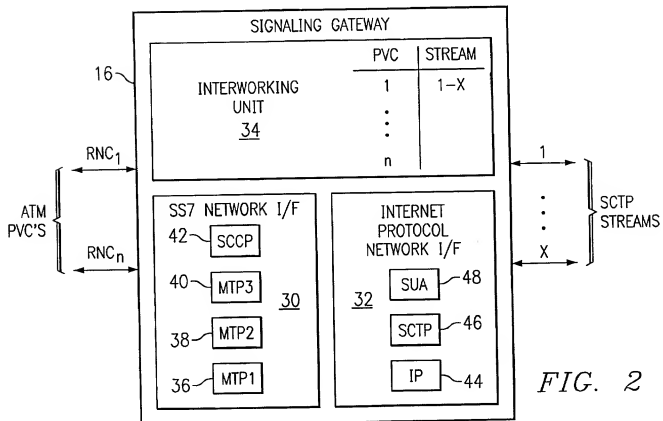 SIGNALING GATEWAY
16
INTERWORKING
UNIT
34
PVC STREAM
1 1-X
n
ATM
PVC'S
RNC1
RNCn
SS7 NETWORK I/F
42 SCCP
40 MTP3
30
38 MTP2
36 MTP1
INTERNET
PROTOCOL
NETWORK I/F
32
SUA 48
SCTP 46
IP 44
1
X
SCTP
STREAMS
FIG. 2